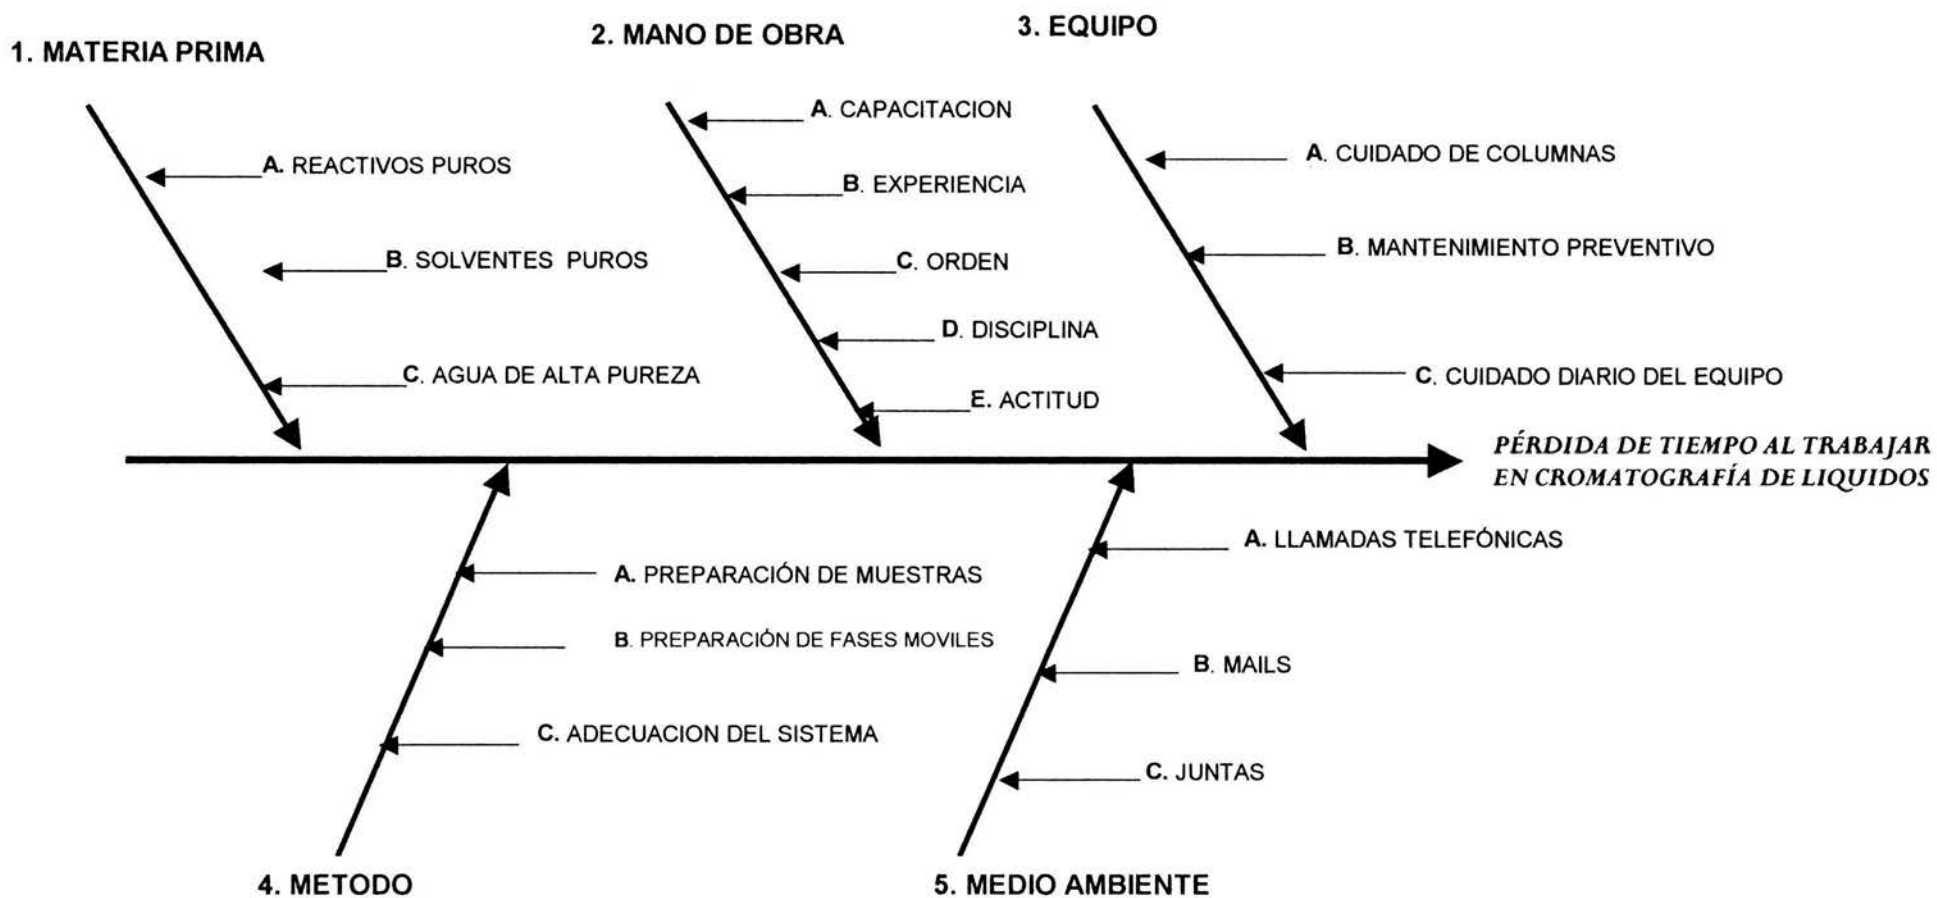 1. MATERIA PRIMA
2. MANO DE OBRA
3. EQUIPO
A. REACTIVOS PUROS
B. SOLVENTES PUROS
C. AGUA DE ALTA PUREZA
A. CAPACITACION
B. EXPERIENCIA
C. ORDEN
D. DISCIPLINA
E. ACTITUD
A. CUIDADO DE COLUMNAS
B. MANTENIMIENTO PREVENTIVO
C. CUIDADO DIARIO DEL EQUIPO
PÉRDIDA DE TIEMPO AL TRABAJAR
EN CROMATOGRAFÍA DE LIQUIDOS
A. PREPARACIÓN DE MUESTRAS
B. PREPARACIÓN DE FASES MOVILES
C. ADECUACION DEL SISTEMA
4. METODO
A. LLAMADAS TELEFÓNICAS
B. MAILS
C. JUNTAS
5. MEDIO AMBIENTE